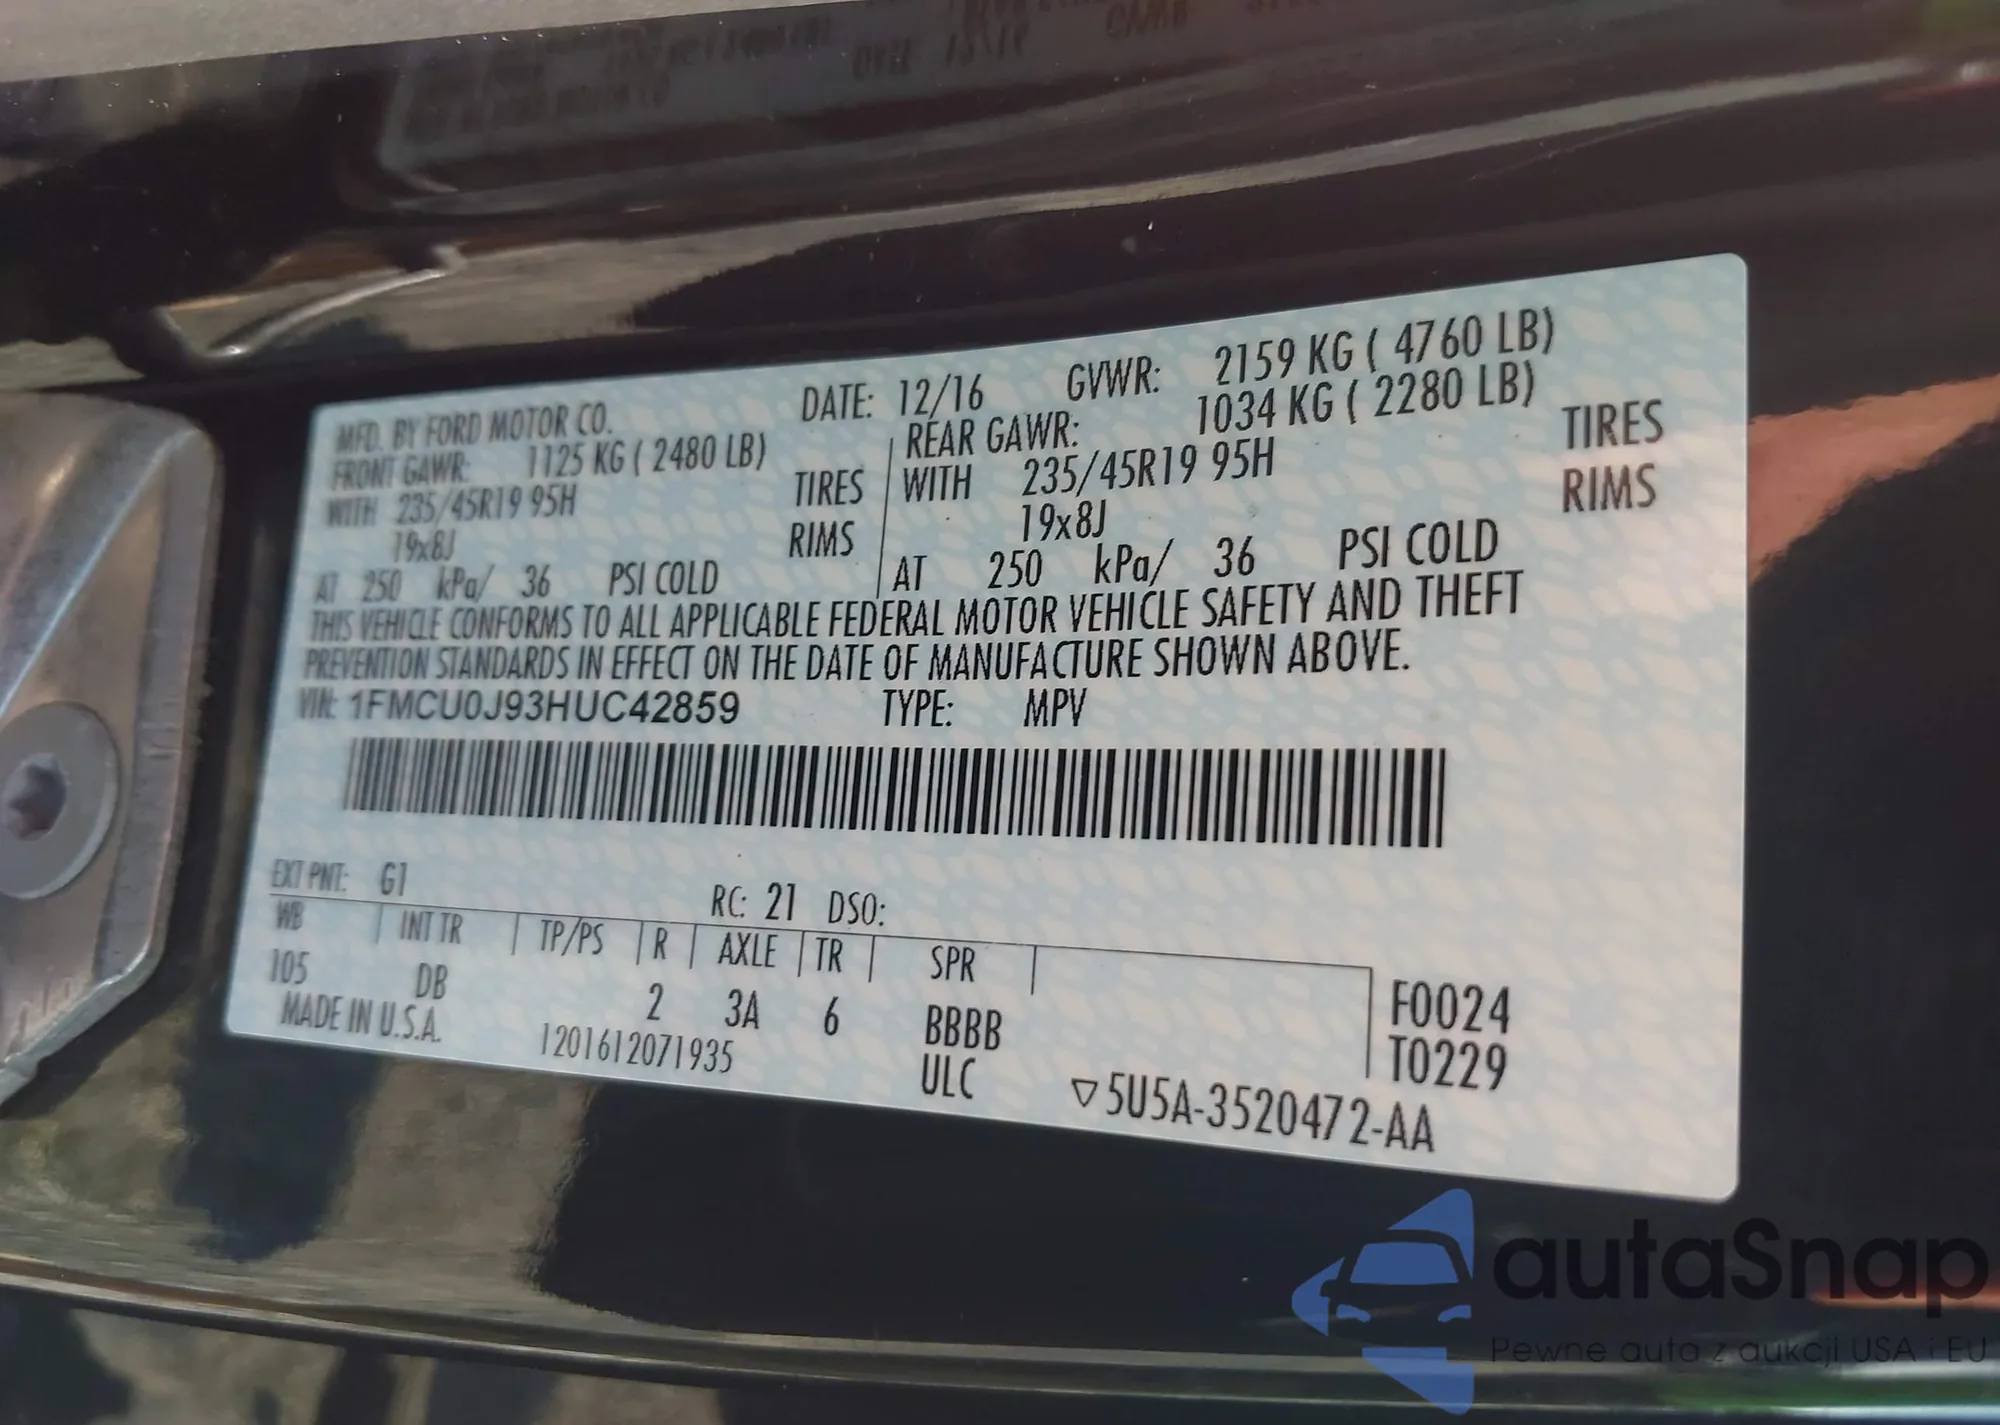 MFD. BY FORD MOTOR CO. DATE: 12/16 GVWR: 2159 KG ( 4760 LB)
FRONT GAWR: 1125 KG ( 2480 LB) REAR GAWR: 1034 KG ( 2280 LB)
WITH 235/45R19 95H TIRES WITH 235/45R19 95H TIRES
19x8J RIMS 19x8J RIMS
AT 250 kPa/ 36 PSI COLD AT 250 kPa/ 36 PSI COLD
THIS VEHICLE CONFORMS TO ALL APPLICABLE FEDERAL MOTOR VEHICLE SAFETY AND THEFT
PREVENTION STANDARDS IN EFFECT ON THE DATE OF MANUFACTURE SHOWN ABOVE.
VIN: 1FMCU0J93HUC42859 TYPE: MPV
EXT PNT: G1 RC: 21 DSO:
WB INT TR TP/PS R AXLE TR SPR
105 DB 2 3A 6 BBBB F0024
MADE IN U.S.A. 1201612071935 ULC T0229
▽5U5A-3520472-AA
autaSnap
Pewne auta z aukcji USA i EU